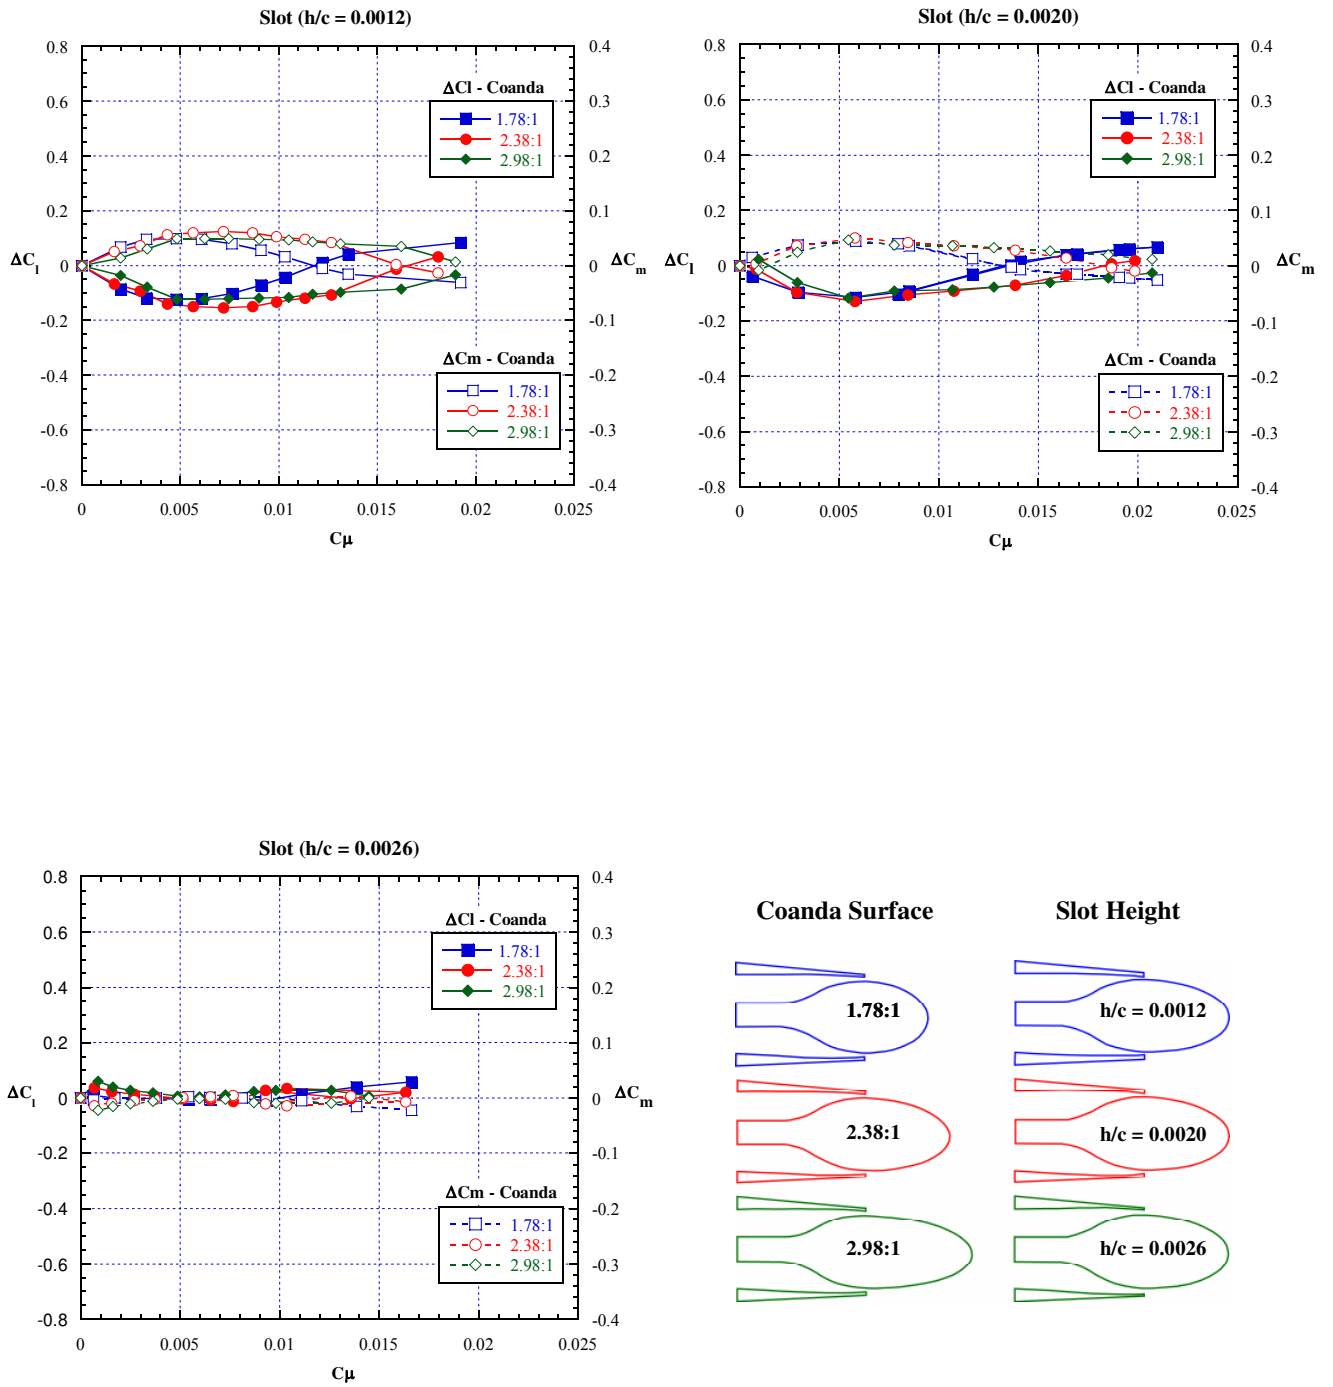 Slot (h/c = 0.0012)
0.8
0.6
0.4
0.2
0
-0.2
-0.4
-0.6
-0.8
ΔCl
0.4
0.3
0.2
0.1
0
-0.1
-0.2
-0.3
-0.4
ΔCm
ΔCl - Coanda
1.78:1
2.38:1
2.98:1
ΔCm - Coanda
1.78:1
2.38:1
2.98:1
0 0.005 0.01 0.015 0.02 0.025
Cμ
Slot (h/c = 0.0020)
0.8
0.6
0.4
0.2
0
-0.2
-0.4
-0.6
-0.8
ΔCl
0.4
0.3
0.2
0.1
0
-0.1
-0.2
-0.3
-0.4
ΔCm
ΔCl - Coanda
1.78:1
2.38:1
2.98:1
ΔCm - Coanda
1.78:1
2.38:1
2.98:1
0 0.005 0.01 0.015 0.02 0.025
Cμ
Slot (h/c = 0.0026)
0.8
0.6
0.4
0.2
0
-0.2
-0.4
-0.6
-0.8
ΔCl
0.4
0.3
0.2
0.1
0
-0.1
-0.2
-0.3
-0.4
ΔCm
ΔCl - Coanda
1.78:1
2.38:1
2.98:1
ΔCm - Coanda
1.78:1
2.38:1
2.98:1
0 0.005 0.01 0.015 0.02 0.025
Cμ
Coanda Surface
1.78:1
2.38:1
2.98:1
Slot Height
h/c = 0.0012
h/c = 0.0020
h/c = 0.0026